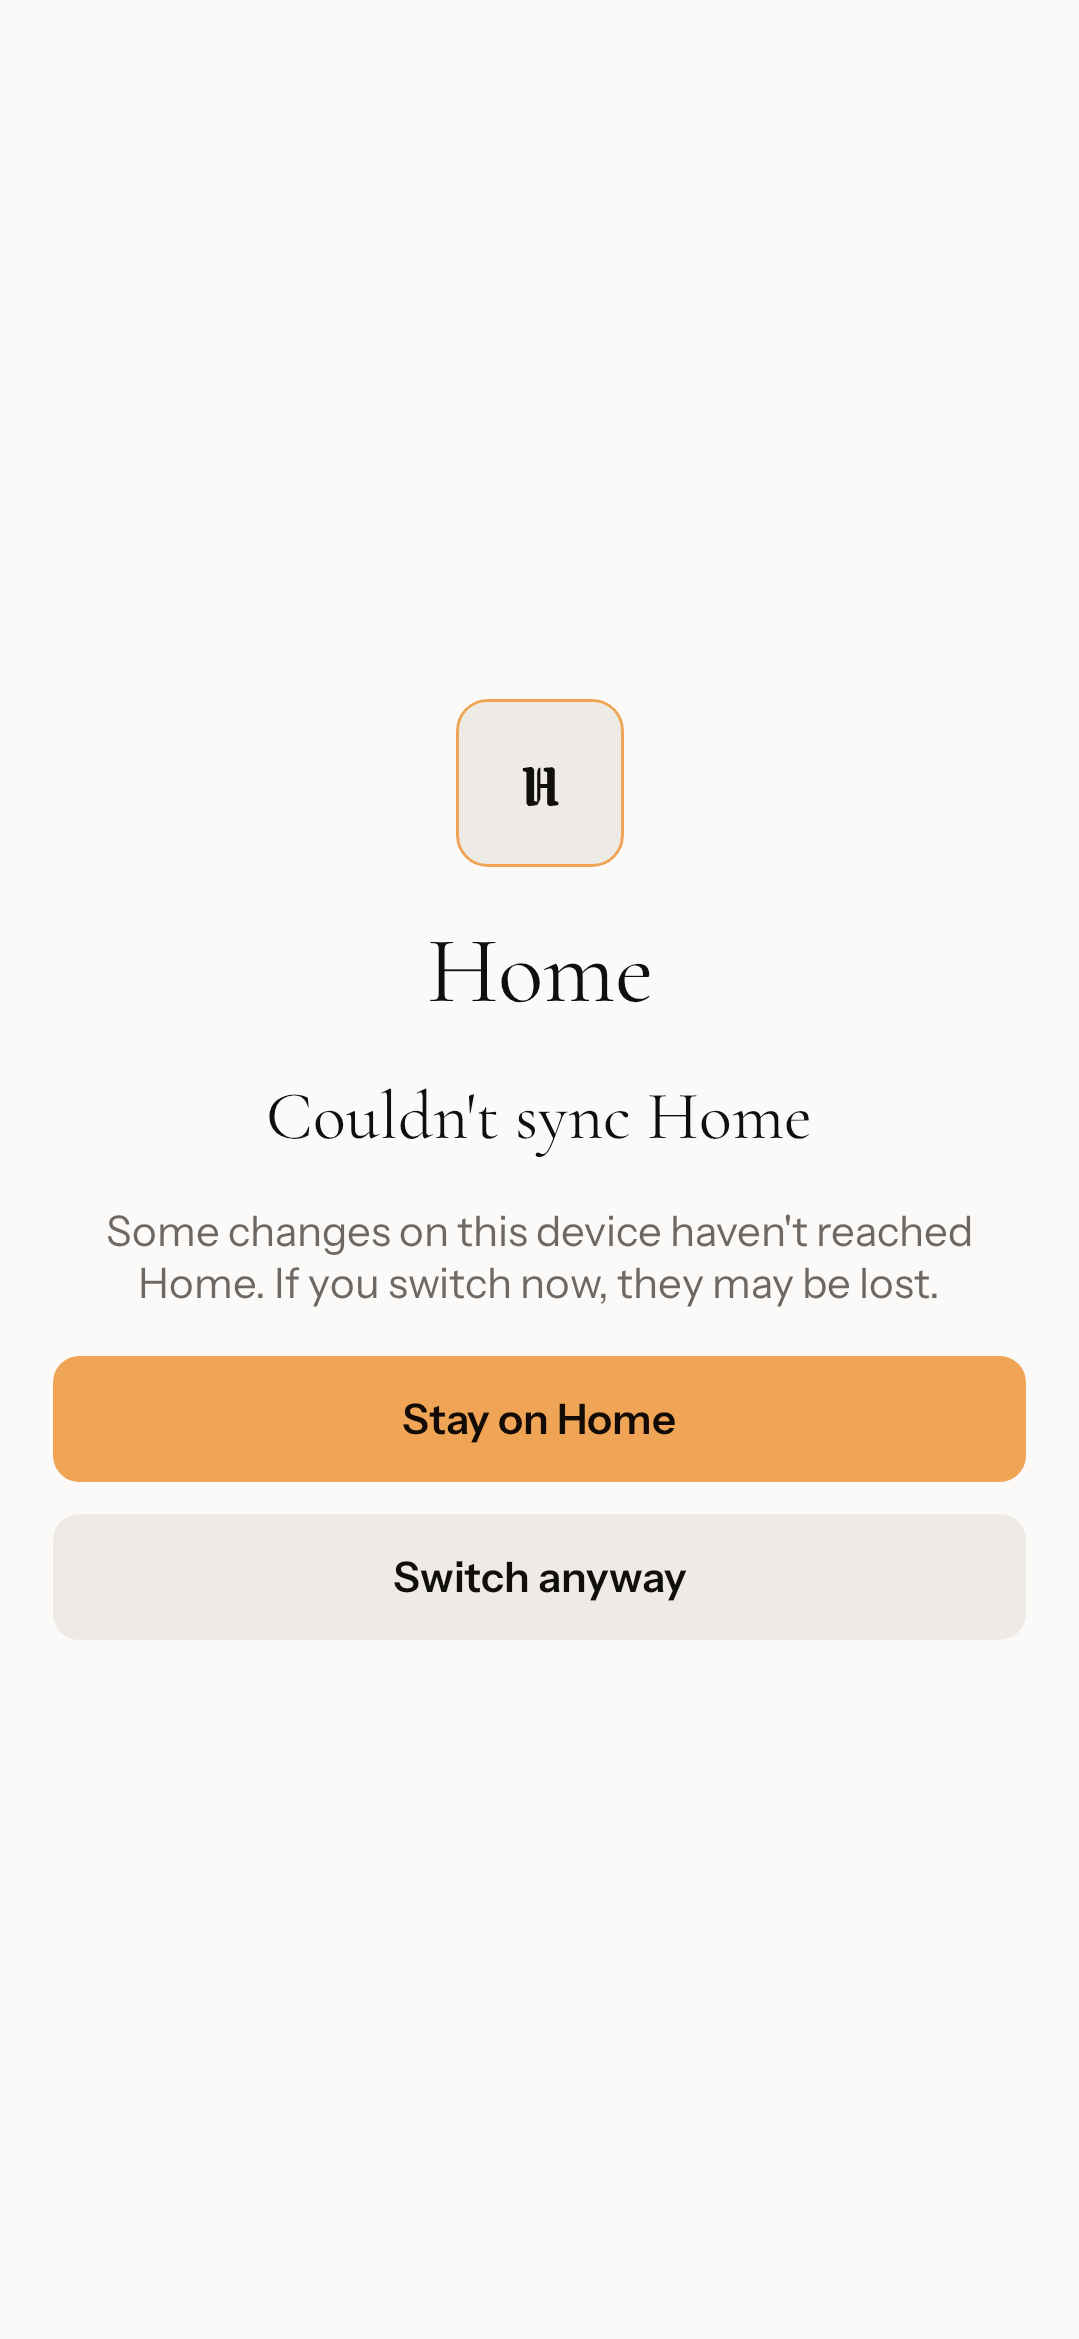 H
Home
Couldn't sync Home
Some changes on this device haven't reached
Home. If you switch now, they may be lost.
Stay on Home
Switch anyway